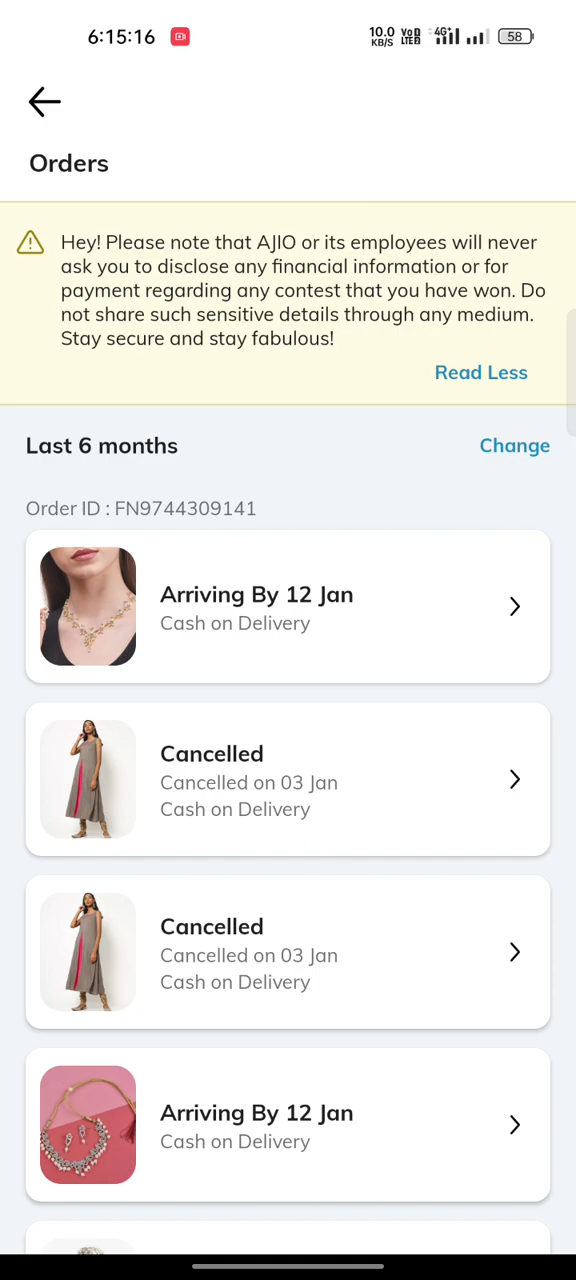 6:15:16
10.0 KB/S VoD LTE 4G+ 58
Orders
Hey! Please note that AJIO or its employees will never
ask you to disclose any financial information or for
payment regarding any contest that you have won. Do
not share such sensitive details through any medium.
Stay secure and stay fabulous!
Read Less
Last 6 months
Change
Order ID : FN9744309141
Arriving By 12 Jan
Cash on Delivery
Cancelled
Cancelled on 03 Jan
Cash on Delivery
Cancelled
Cancelled on 03 Jan
Cash on Delivery
Arriving By 12 Jan
Cash on Delivery